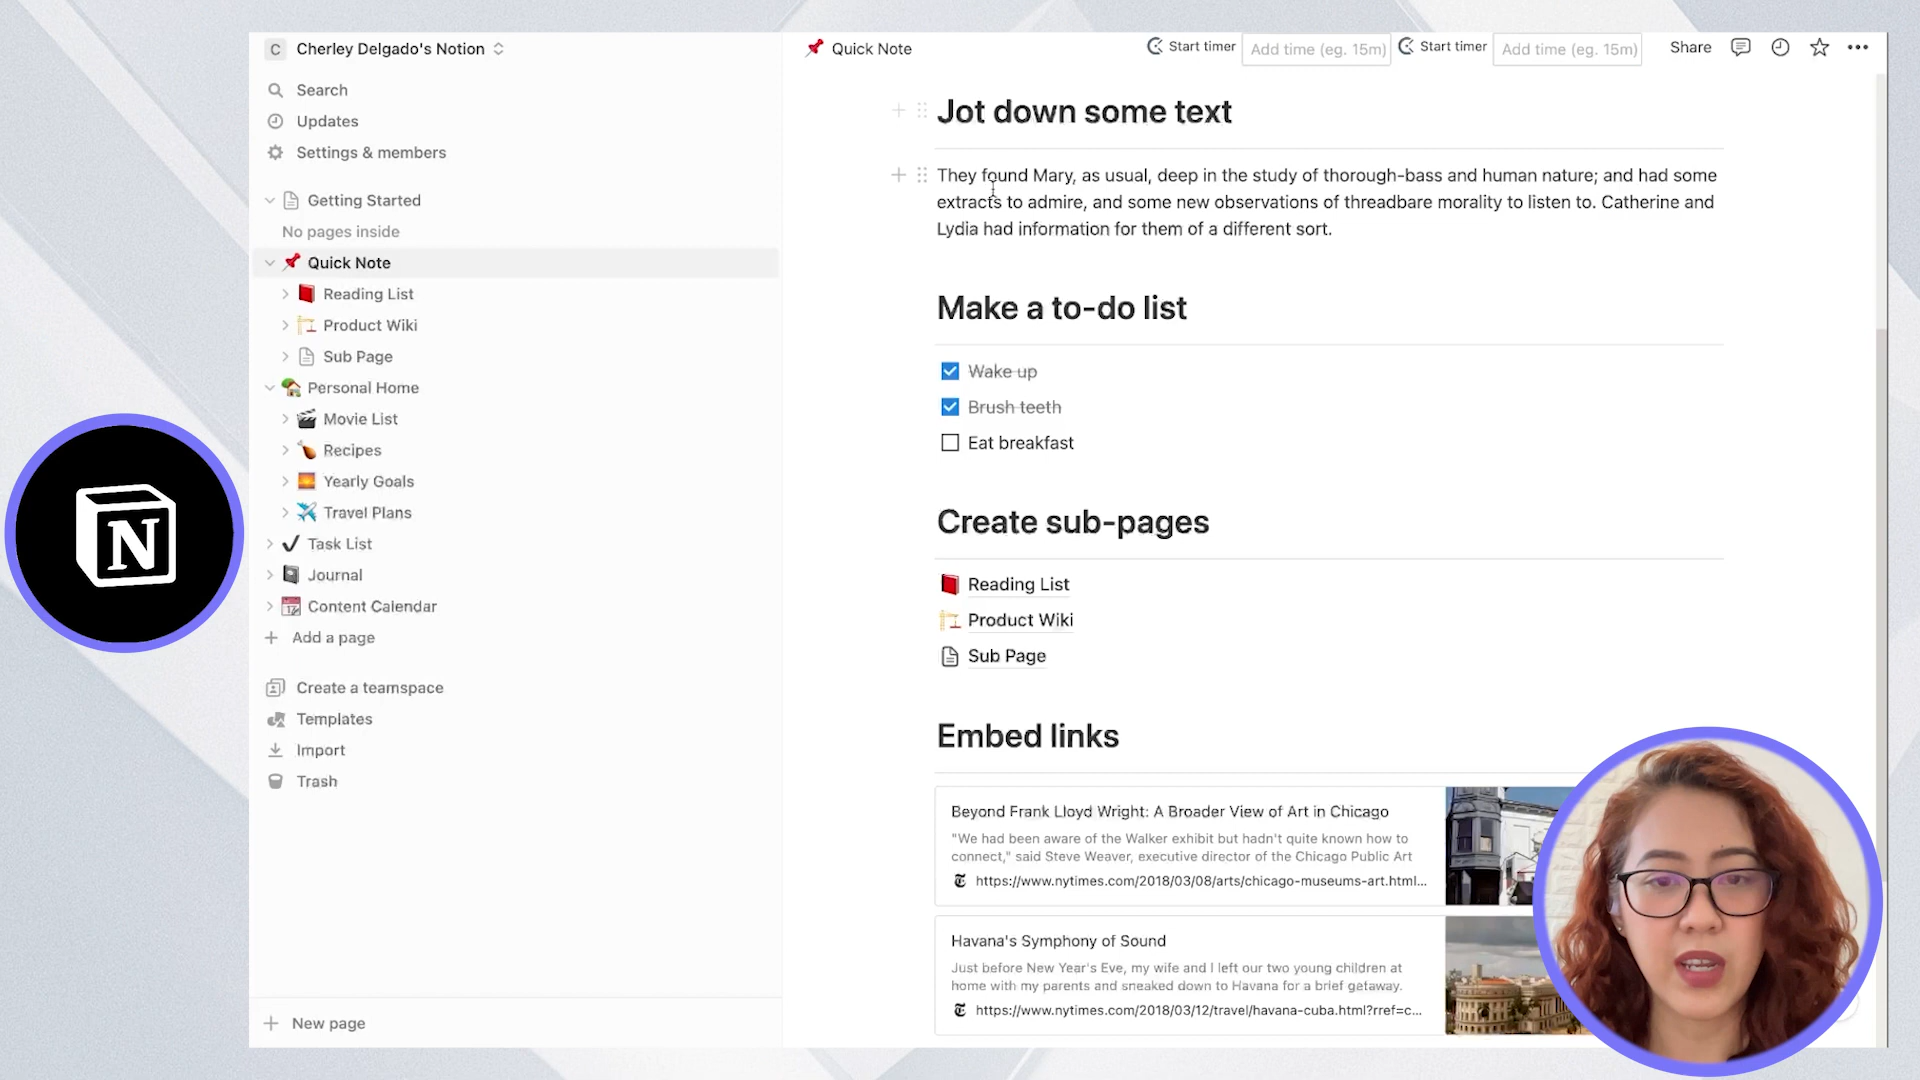 C Cherley Delgado's Notion
Search
Updates
Settings & members
Getting Started
No pages inside
Quick Note
Reading List
Product Wiki
Sub Page
Personal Home
Movie List
Recipes
Yearly Goals
Travel Plans
Task List
Journal
Content Calendar
Add a page
Create a teamspace
Templates
Import
Trash
New page
N
Quick Note
Start timer
Add time (eg. 15m)
Start timer
Add time (eg. 15m)
Share
Jot down some text
They found Mary, as usual, deep in the study of thorough-bass and human nature; and had some
extracts to admire, and some new observations of threadbare morality to listen to. Catherine and
Lydia had information for them of a different sort.
Make a to-do list
Wake up
Brush teeth
Eat breakfast
Create sub-pages
Reading List
Product Wiki
Sub Page
Embed links
Beyond Frank Lloyd Wright: A Broader View of Art in Chicago
"We had been aware of the Walker exhibit but hadn't quite known how to
connect," said Steve Weaver, executive director of the Chicago Public Art
https://www.nytimes.com/2018/03/08/arts/chicago-museums-art.html...
Havana's Symphony of Sound
Just before New Year's Eve, my wife and I left our two young children at
home with my parents and sneaked down to Havana for a brief getaway.
https://www.nytimes.com/2018/03/12/travel/havana-cuba.html?rref=c...